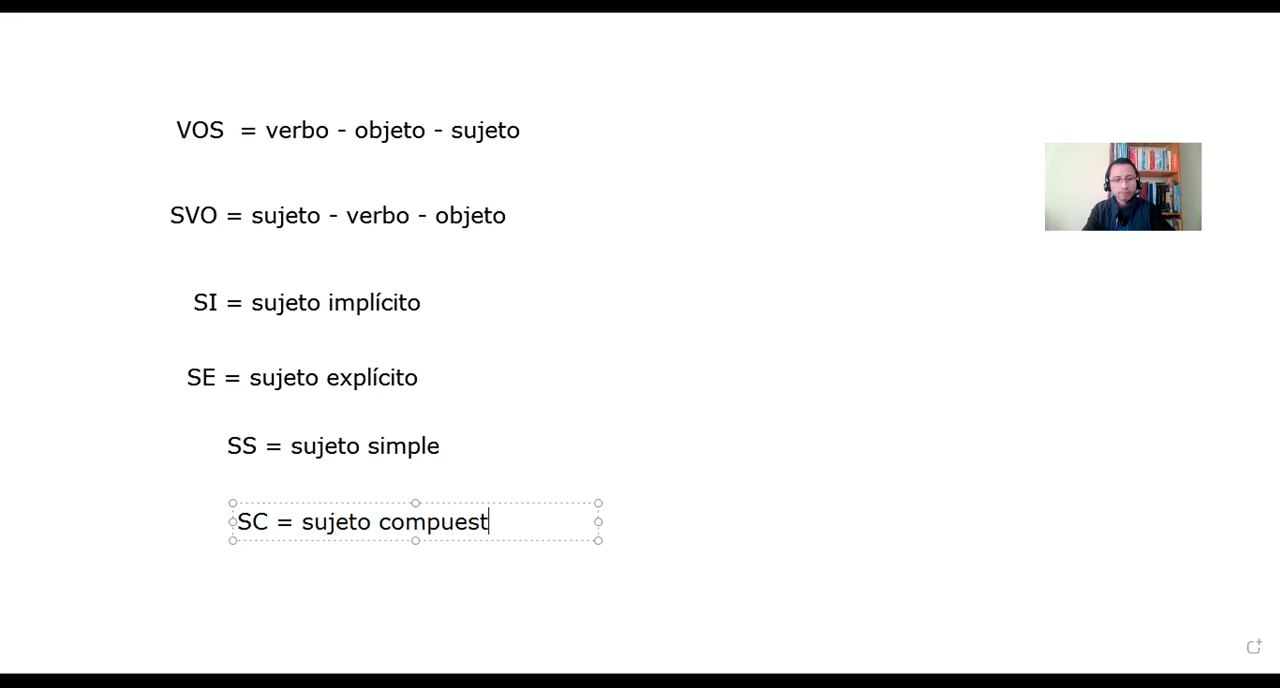 VOS = verbo - objeto - sujeto
SVO = sujeto - verbo - objeto
SI = sujeto implícito
SE = sujeto explícito
SS = sujeto simple
SC = sujeto compuest